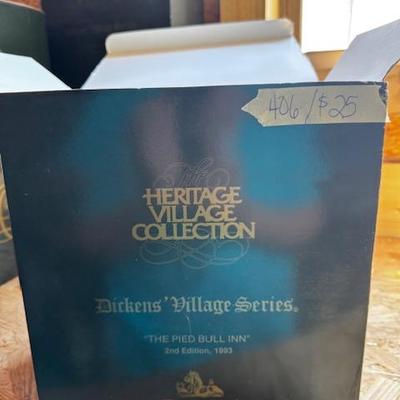 406/$25
The
HERITAGE
VILLAGE
COLLECTION
Dickens' Village Series®
"THE PIED BULL INN"
2nd Edition, 1993